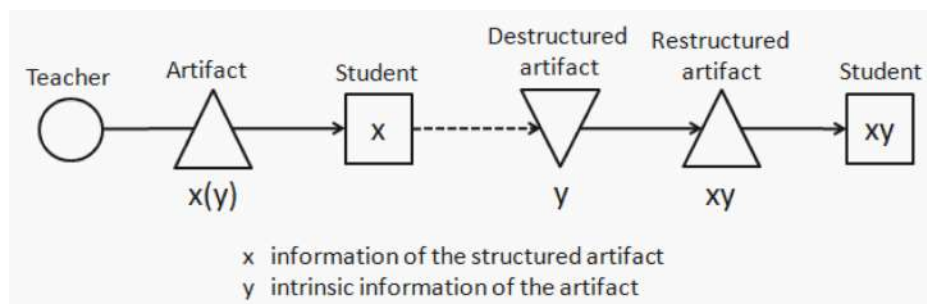 Teacher
Artifact
Student
Destructured
artifact
Restructured
artifact
Student
x
xy
x(y)
y
xy
x information of the structured artifact
y intrinsic information of the artifact